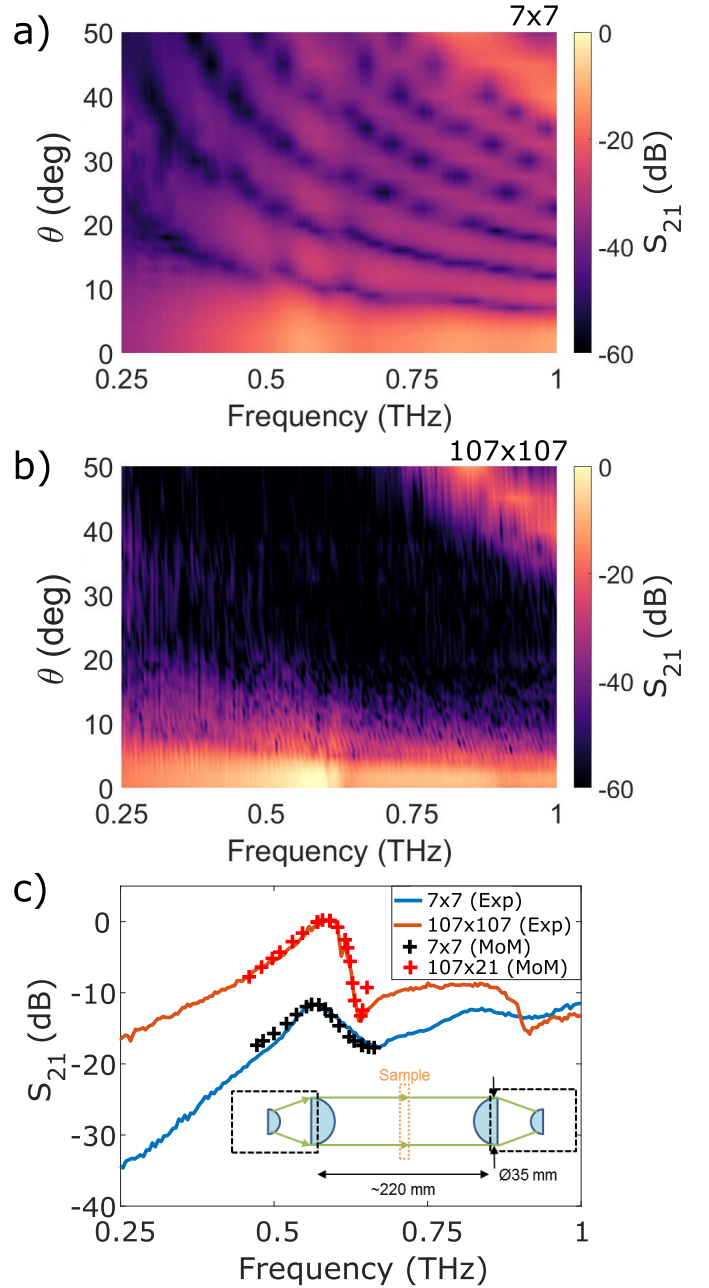 a)
7x7
50
40
30
20
10
0
θ (deg)
0.25
0.5
0.75
1
Frequency (THz)
0
-20
-40
-60
S21 (dB)
b)
107x107
50
40
30
20
10
0
θ (deg)
0.25
0.5
0.75
1
Frequency (THz)
0
-20
-40
-60
S21 (dB)
c)
7x7 (Exp)
107x107 (Exp)
7x7 (MoM)
107x21 (MoM)
0
-10
-20
-30
-40
S21 (dB)
Sample
Ø35 mm
~220 mm
0.25
0.5
0.75
1
Frequency (THz)